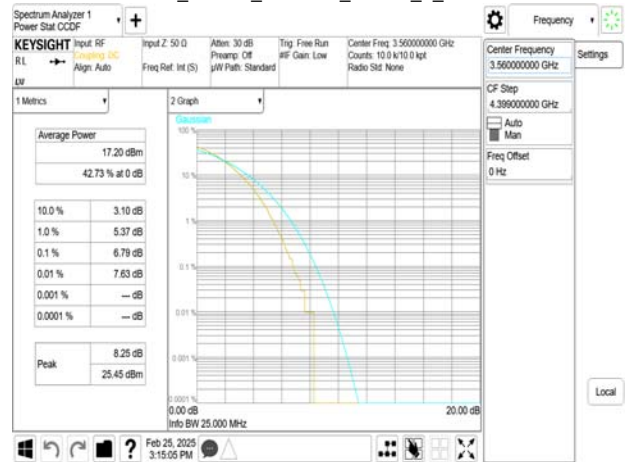 Spectrum Analyzer 1
Power Stat CCDF
+
Frequency
KEYSIGHT
RL
Input: RF
Coupling: DC
Align: Auto
Input Z: 50 Ω
Freq Ref: Int (S)
Atten: 30 dB
Preamp: Off
µW Path: Standard
Trig: Free Run
#IF Gain: Low
Center Freq: 3.560000000 GHz
Counts: 10.0 k/10.0 kpt
Radio Std: None
Center Frequency
3.560000000 GHz
Settings
CF Step
4.399000000 GHz
Auto
Man
Freq Offset
0 Hz
1 Metrics
2 Graph
Gaussian
Average Power
17.20 dBm
42.73 % at 0 dB
10.0 % 3.10 dB
1.0 % 5.37 dB
0.1 % 6.79 dB
0.01 % 7.63 dB
0.001 % --- dB
0.0001 % --- dB
Peak
8.25 dB
25.45 dBm
100 %
10 %
1 %
0.1 %
0.01 %
0.001 %
0.0001 %
0.00 dB 20.00 dB
Info BW 25.000 MHz
Local
?
Feb 25, 2025
3:15:05 PM